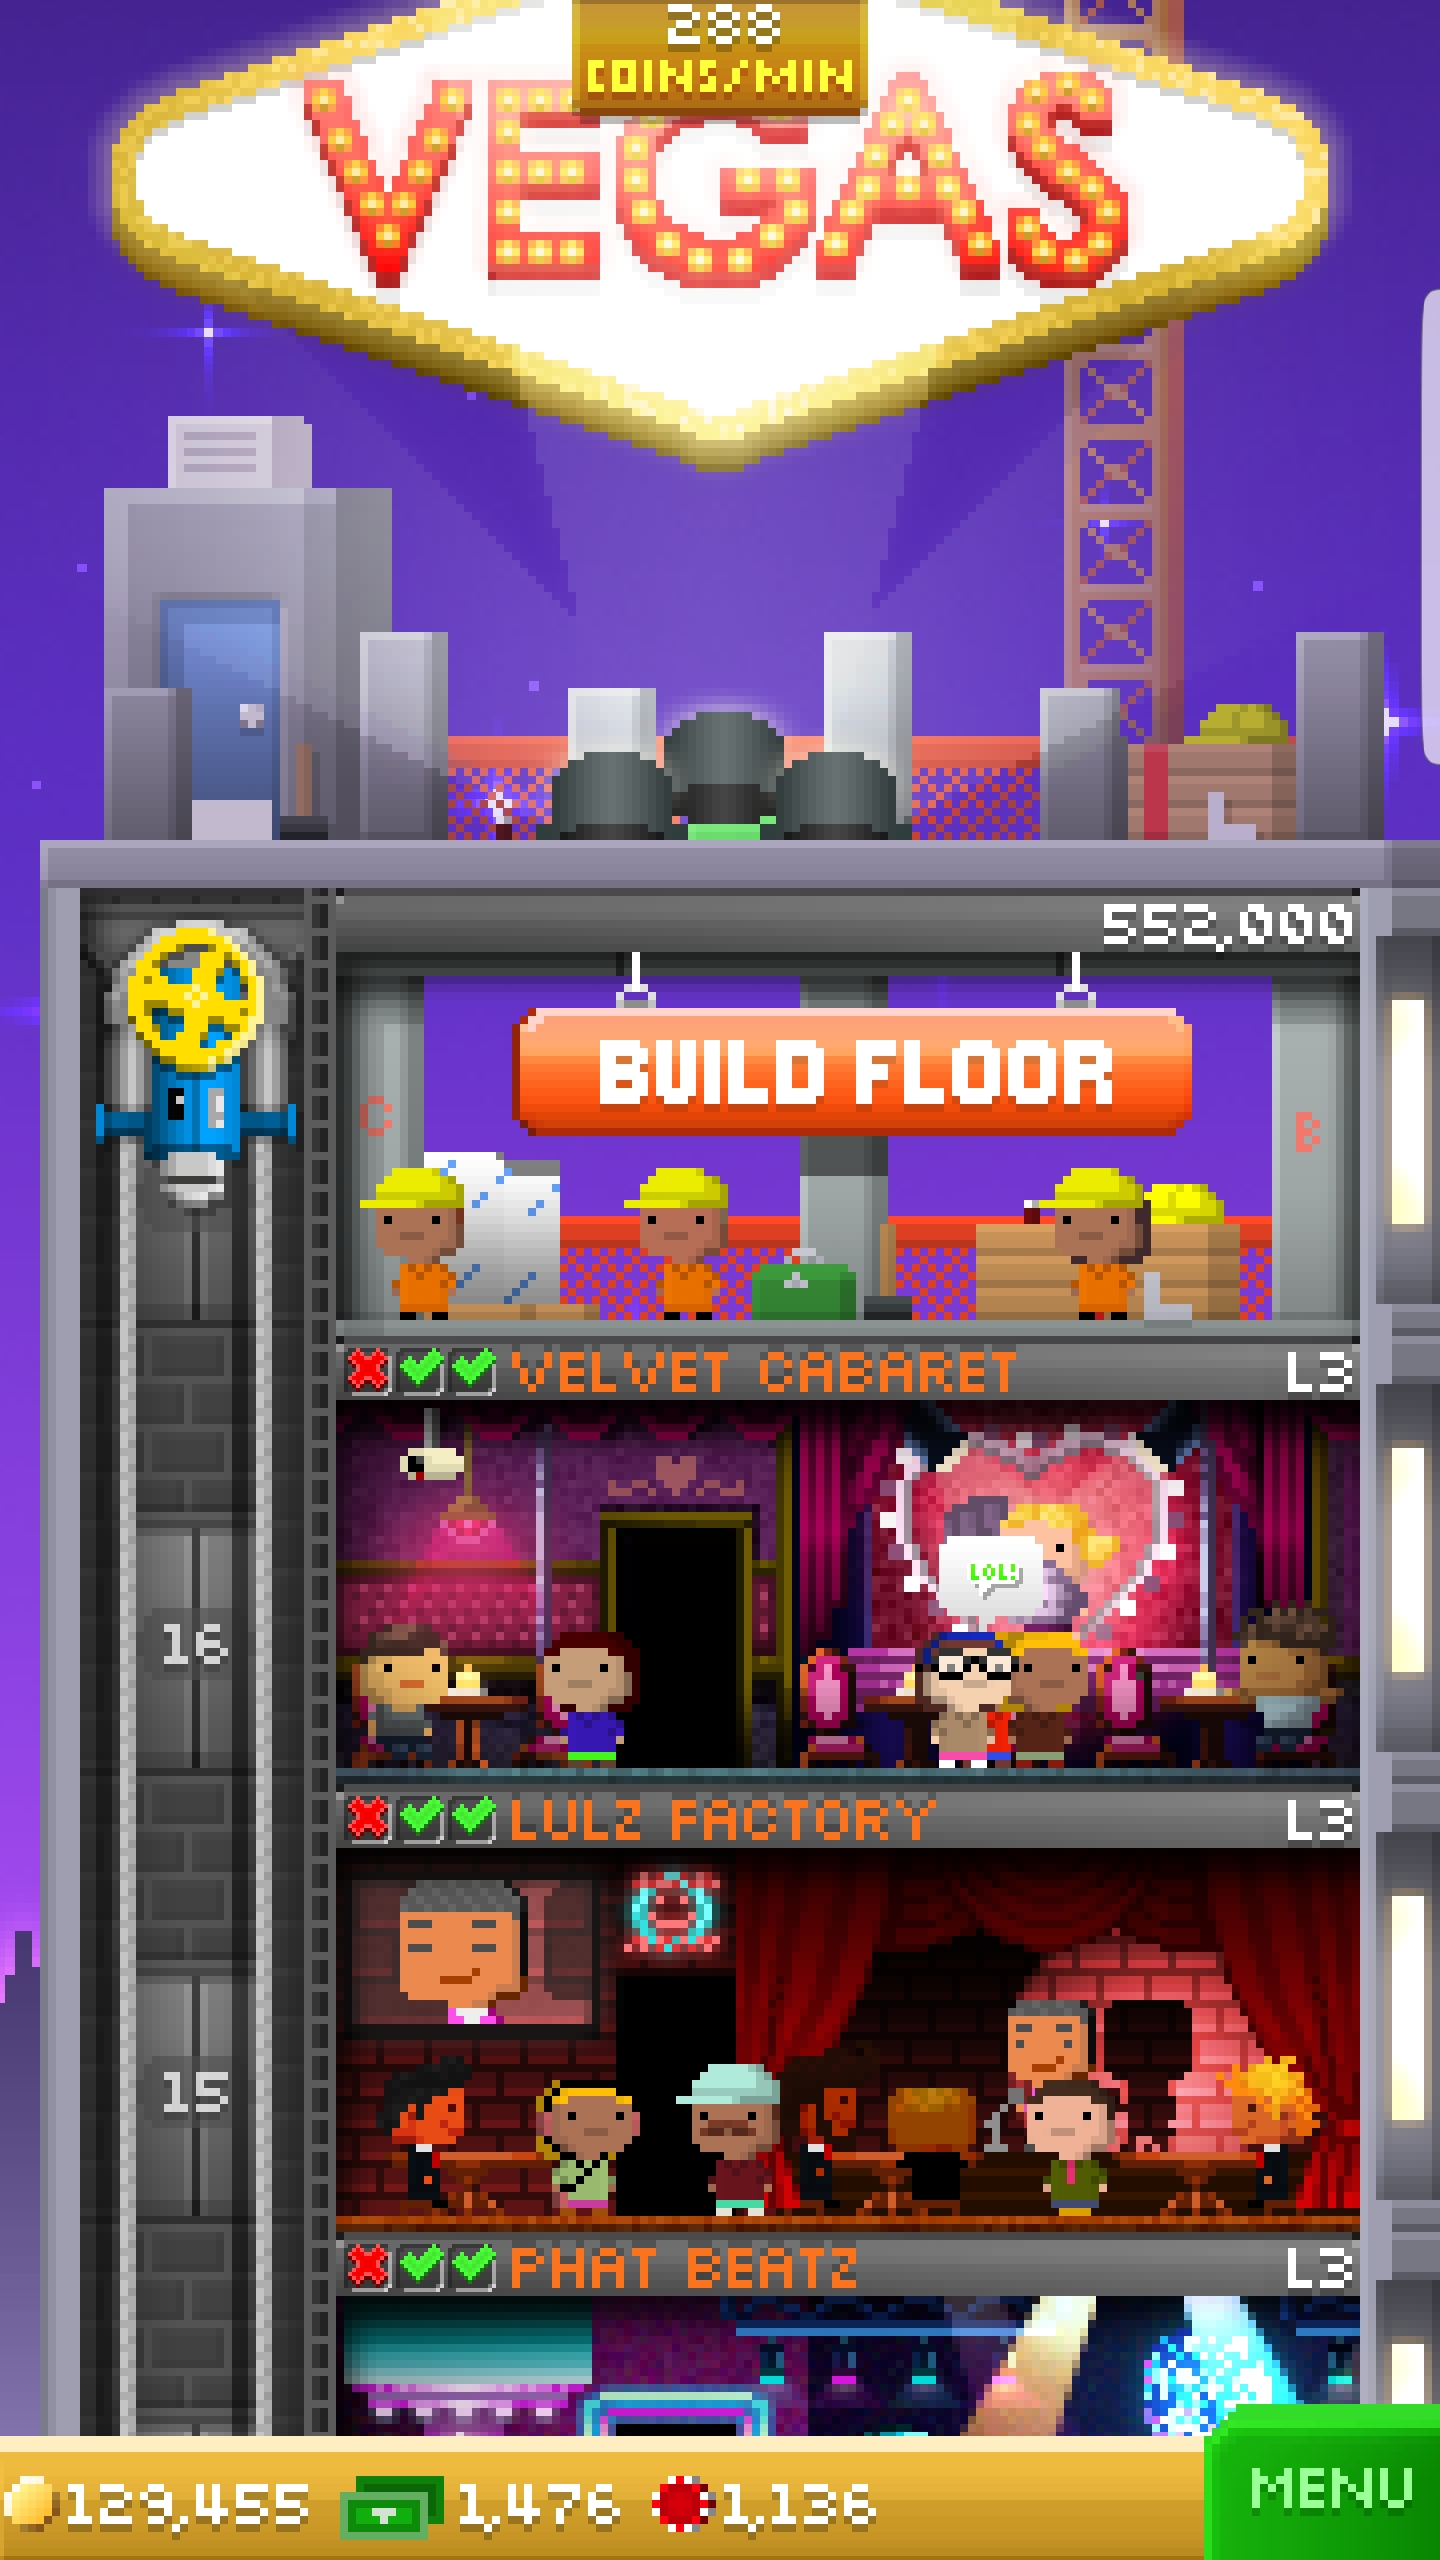 288
COINS/MIN
VEGAS
552,000
BUILD FLOOR
C
B
VELVET CABARET L3
LOL!
16
LULZ FACTORY L3
15
PHAT BEATZ L3
129,455 1,476 1,136 MENU